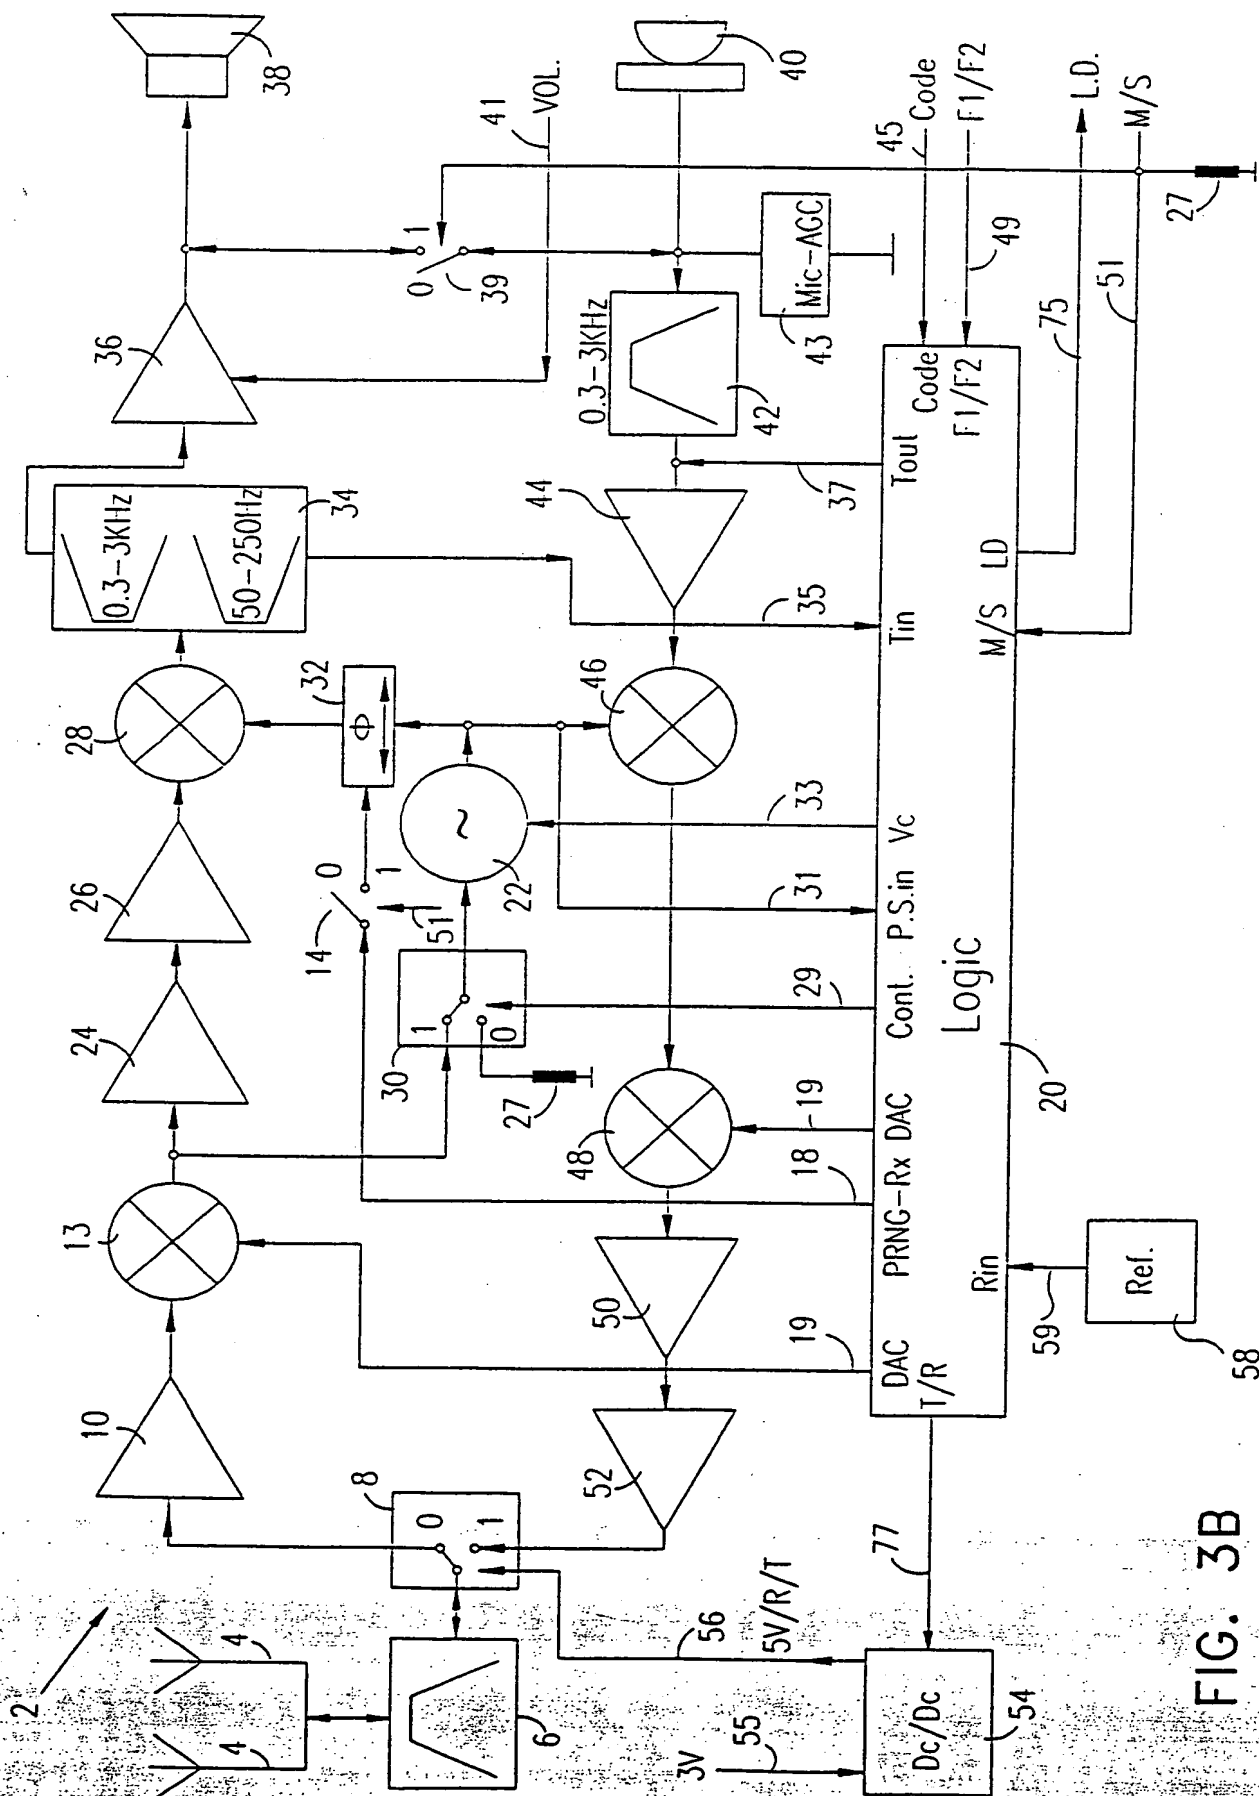 38
40
36
41
VOL.
45
Code
F1/F2
L.D.
M/S
0.3-3KHz
50-250Hz
34
0
1
39
Mic-AGC
43
0.3-3KHz
42
49
75
51
27
28
32
Φ
44
46
37
35
Tout
Code
F1/F2
Tin
LD
M/S
26
24
14
0
1
51
~
22
1
0
30
27
33
31
29
Vc
P.S.in
Cont.
DAC
PRNG-Rx
DAC
T/R
Rin
Logic
20
13
48
19
18
19
10
50
52
59
Ref.
58
8
0
1
2
4
4
6
56
5V/R/T
77
3V
55
Dc/Dc
54
FIG. 3B